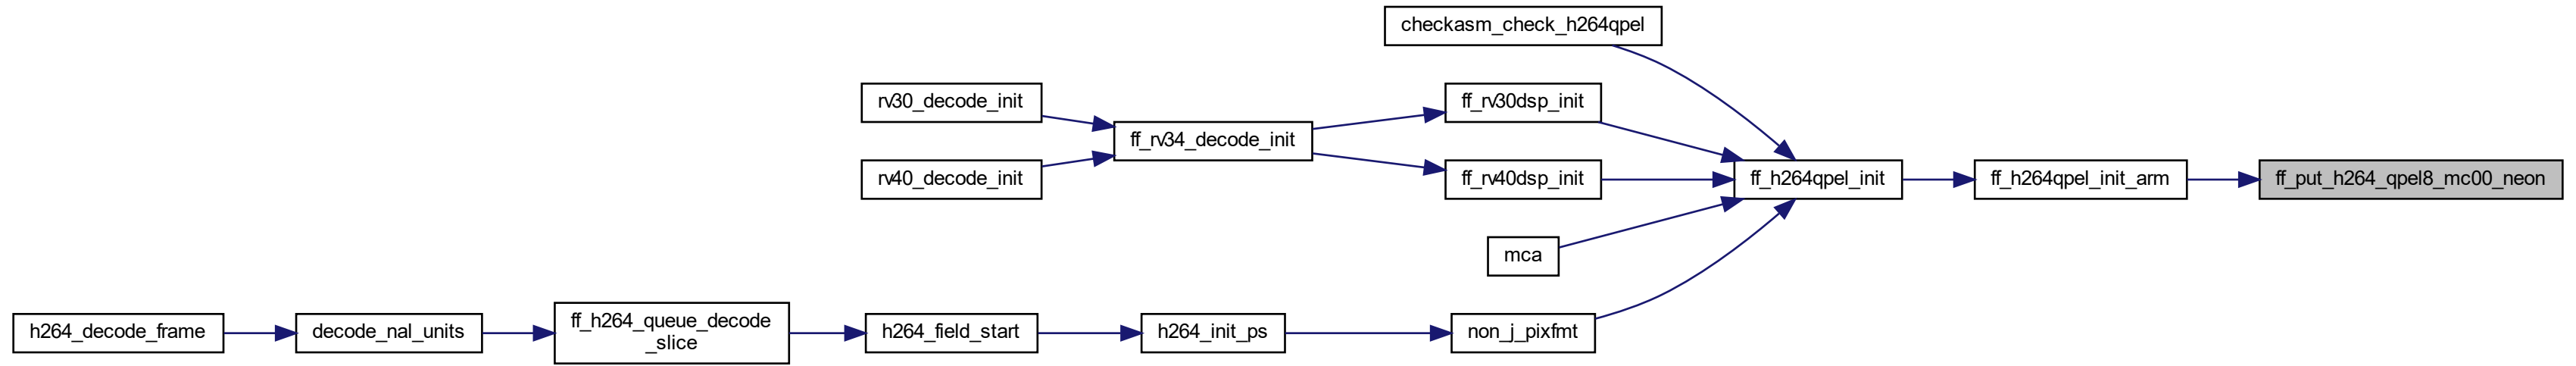 checkasm_check_h264qpel
rv30_decode_init
ff_rv30dsp_init
ff_rv34_decode_init
rv40_decode_init
ff_rv40dsp_init
ff_h264qpel_init
ff_h264qpel_init_arm
ff_put_h264_qpel8_mc00_neon
mca
h264_decode_frame
decode_nal_units
ff_h264_queue_decode
_slice
h264_field_start
h264_init_ps
non_j_pixfmt